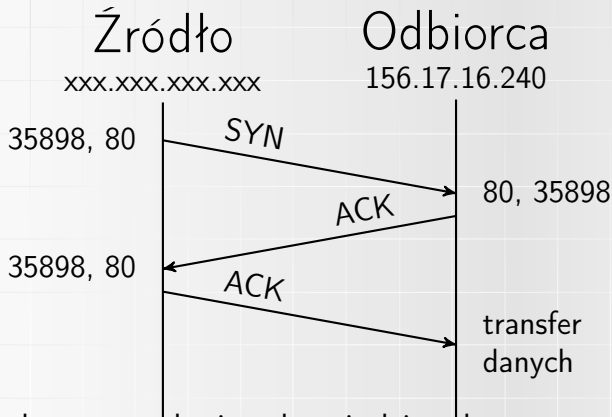 Źródło
Odbiorca
xxx.xxx.xxx.xxx
156.17.16.240
35898, 80
SYN
80, 35898
ACK
35898, 80
ACK
transfer
danych